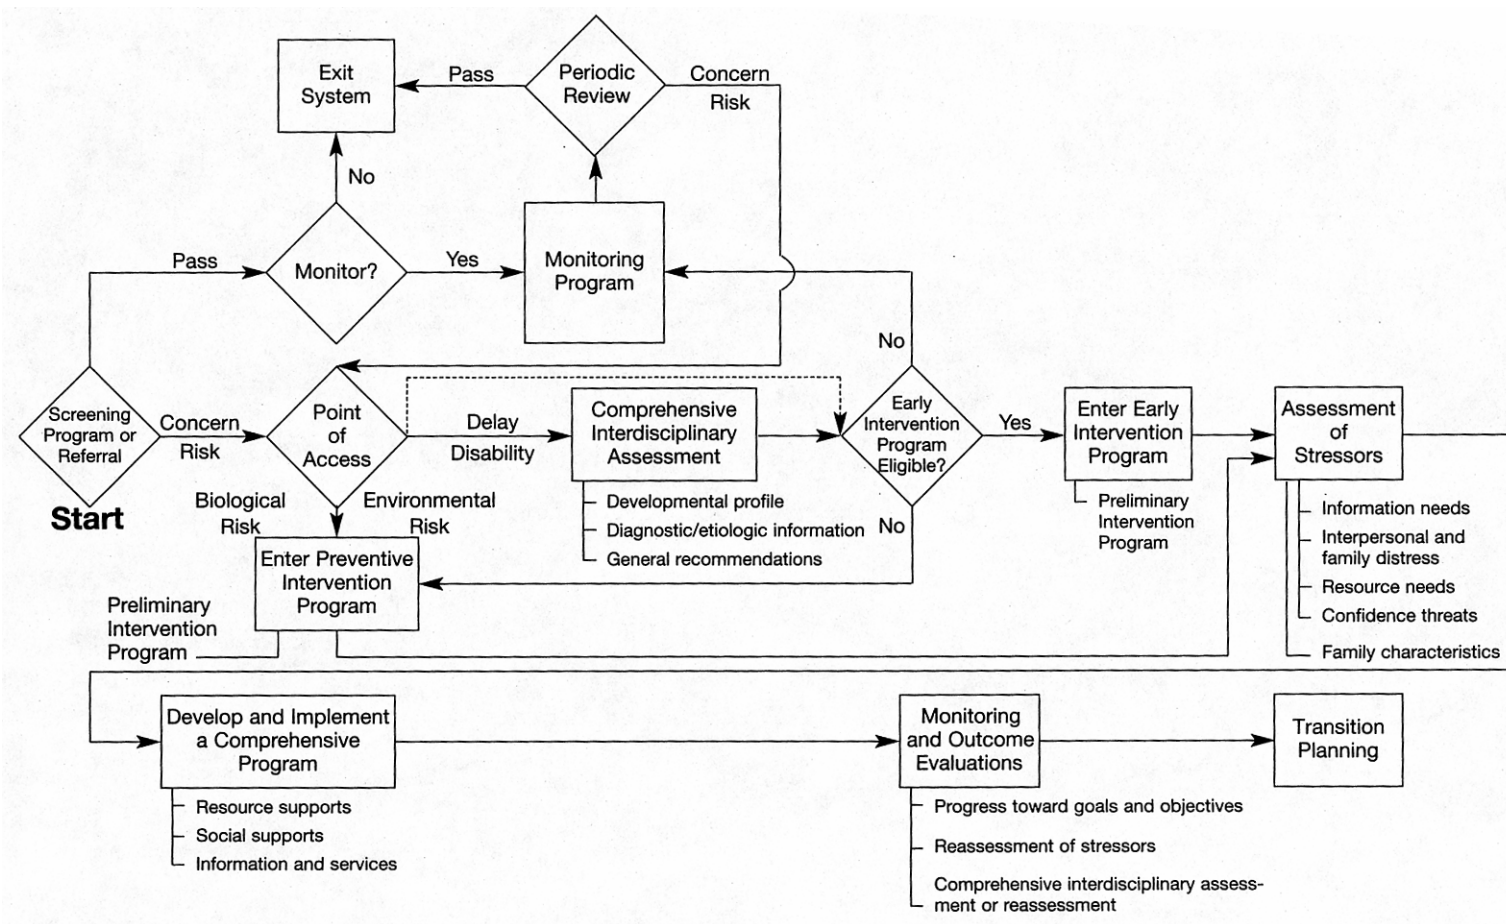 Exit
System
Pass
Periodic
Review
Concern
Risk
No
Pass
Monitor?
Yes
Monitoring
Program
No
Screening
Program or
Referral
Start
Concern
Risk
Point
of
Access
Delay
Disability
Comprehensive
Interdisciplinary
Assessment
Developmental profile
Diagnostic/etiologic information
General recommendations
Early
Intervention
Program
Eligible?
Yes
No
Enter Early
Intervention
Program
Preliminary
Intervention
Program
Assessment
of
Stressors
Information needs
Interpersonal and
family distress
Resource needs
Confidence threats
Family characteristics
Biological
Risk
Environmental
Risk
Enter Preventive
Intervention
Program
Preliminary
Intervention
Program
Develop and Implement
a Comprehensive
Program
Resource supports
Social supports
Information and services
Monitoring
and Outcome
Evaluations
Progress toward goals and objectives
Reassessment of stressors
Comprehensive interdisciplinary assess-
ment or reassessment
Transition
Planning